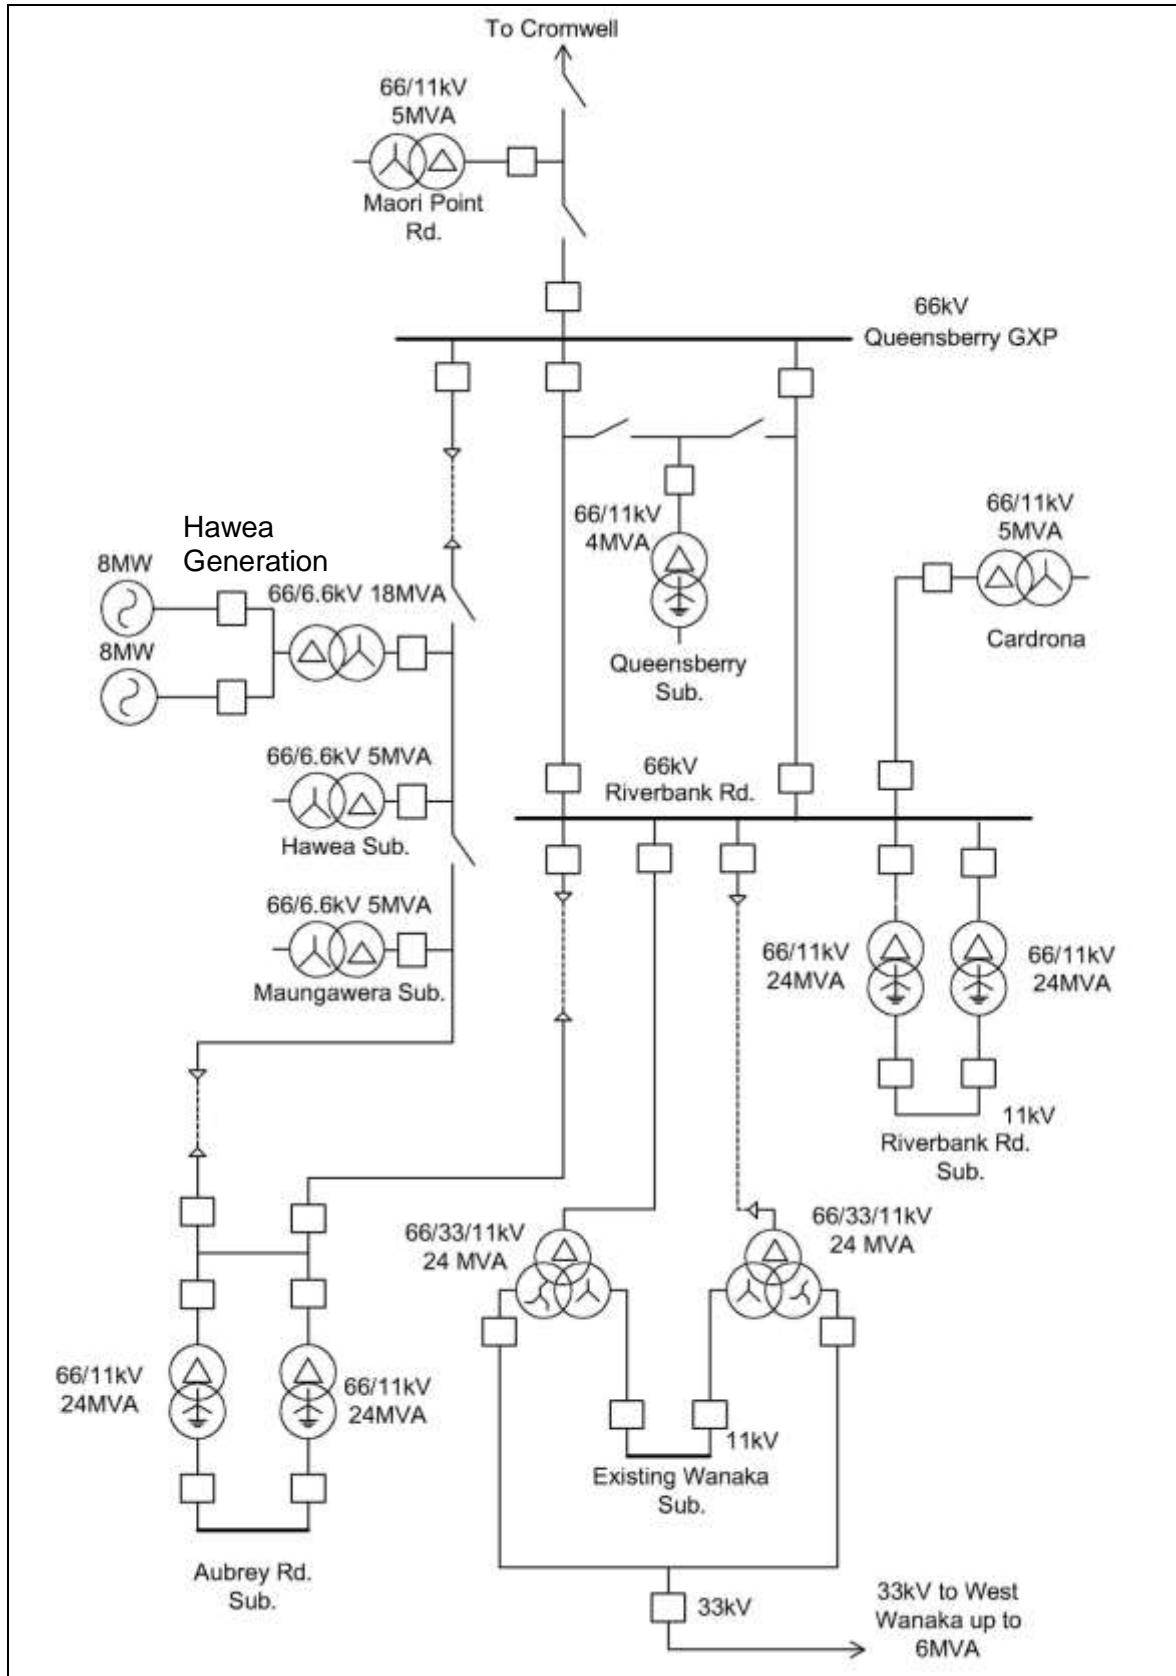 To Cromwell
66/11kV
5MVA
Maori Point
Rd.
66kV
Queensberry GXP
66/11kV
4MVA
Queensberry
Sub.
66/11kV
5MVA
Cardrona
Hawea
Generation
8MW
8MW
66/6.6kV 18MVA
66/6.6kV 5MVA
Hawea Sub.
66/6.6kV 5MVA
Maungawera Sub.
66kV
Riverbank Rd.
66/11kV
24MVA
66/11kV
24MVA
11kV
Riverbank Rd.
Sub.
66/33/11kV
24 MVA
66/33/11kV
24 MVA
66/11kV
24MVA
66/11kV
24MVA
11kV
Existing Wanaka
Sub.
Aubrey Rd.
Sub.
33kV
33kV to West
Wanaka up to
6MVA